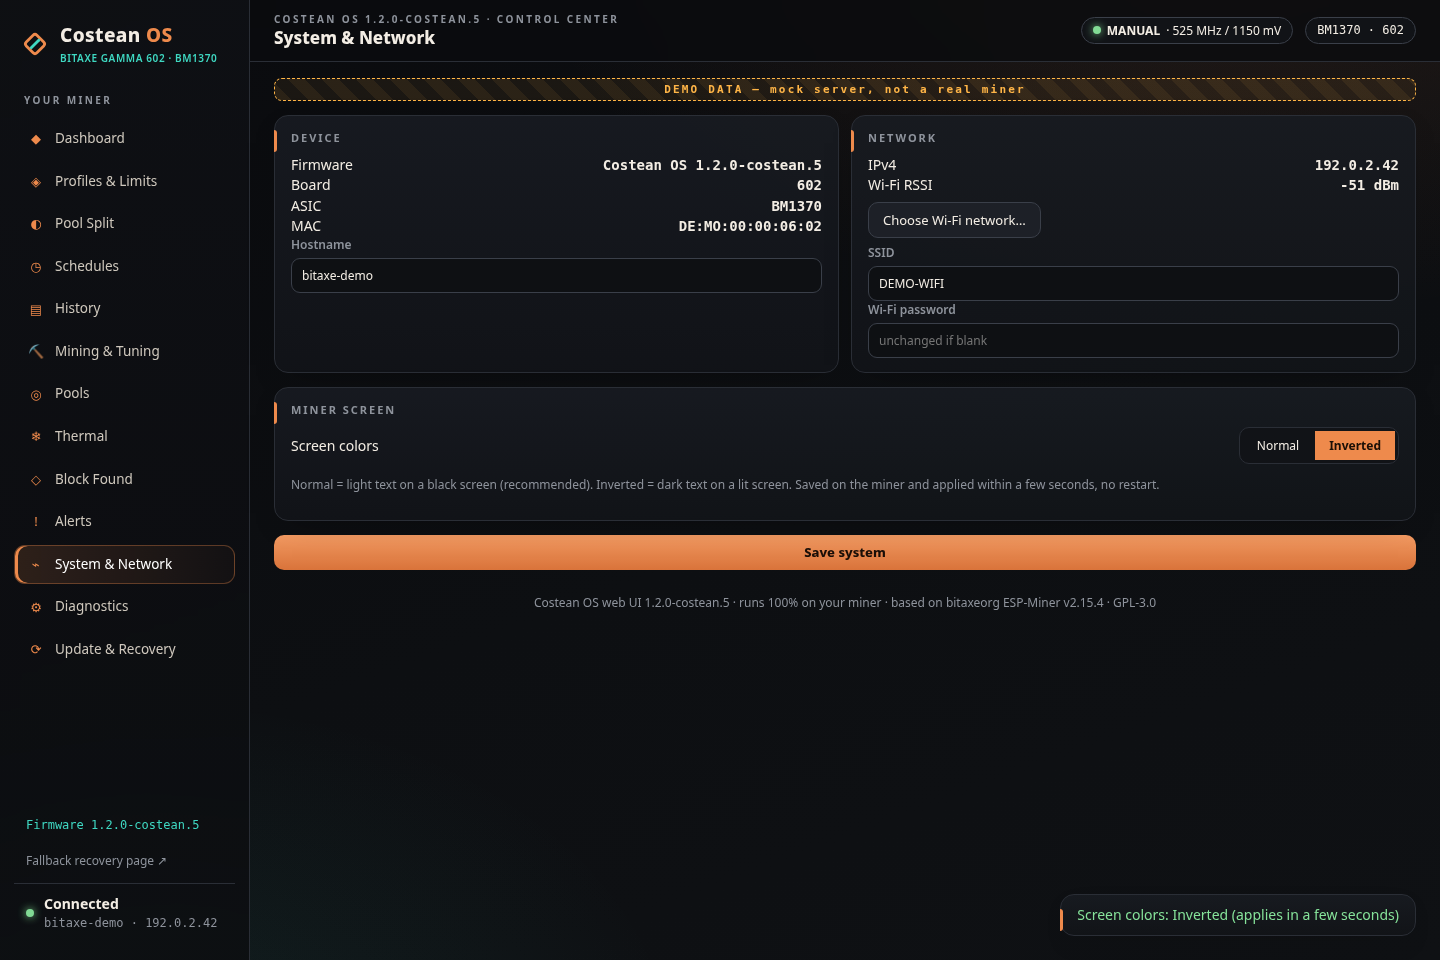 Costean OS
BITAXE GAMMA 602 · BM1370
YOUR MINER
Dashboard
Profiles & Limits
Pool Split
Schedules
History
Mining & Tuning
Pools
Thermal
Block Found
Alerts
System & Network
Diagnostics
Update & Recovery
Firmware 1.2.0-costean.5
Fallback recovery page ↗
Connected
bitaxe-demo · 192.0.2.42
COSTEAN OS 1.2.0-COSTEAN.5 · CONTROL CENTER
System & Network
MANUAL · 525 MHz / 1150 mV
BM1370 · 602
DEMO DATA — mock server, not a real miner
DEVICE
Firmware Costean OS 1.2.0-costean.5
Board 602
ASIC BM1370
MAC DE:MO:00:00:06:02
Hostname
bitaxe-demo
NETWORK
IPv4 192.0.2.42
Wi-Fi RSSI -51 dBm
Choose Wi-Fi network…
SSID
DEMO-WIFI
Wi-Fi password
unchanged if blank
MINER SCREEN
Screen colors Normal Inverted
Normal = light text on a black screen (recommended). Inverted = dark text on a lit screen. Saved on the miner and applied within a few seconds, no restart.
Save system
Costean OS web UI 1.2.0-costean.5 · runs 100% on your miner · based on bitaxeorg ESP-Miner v2.15.4 · GPL-3.0
Screen colors: Inverted (applies in a few seconds)